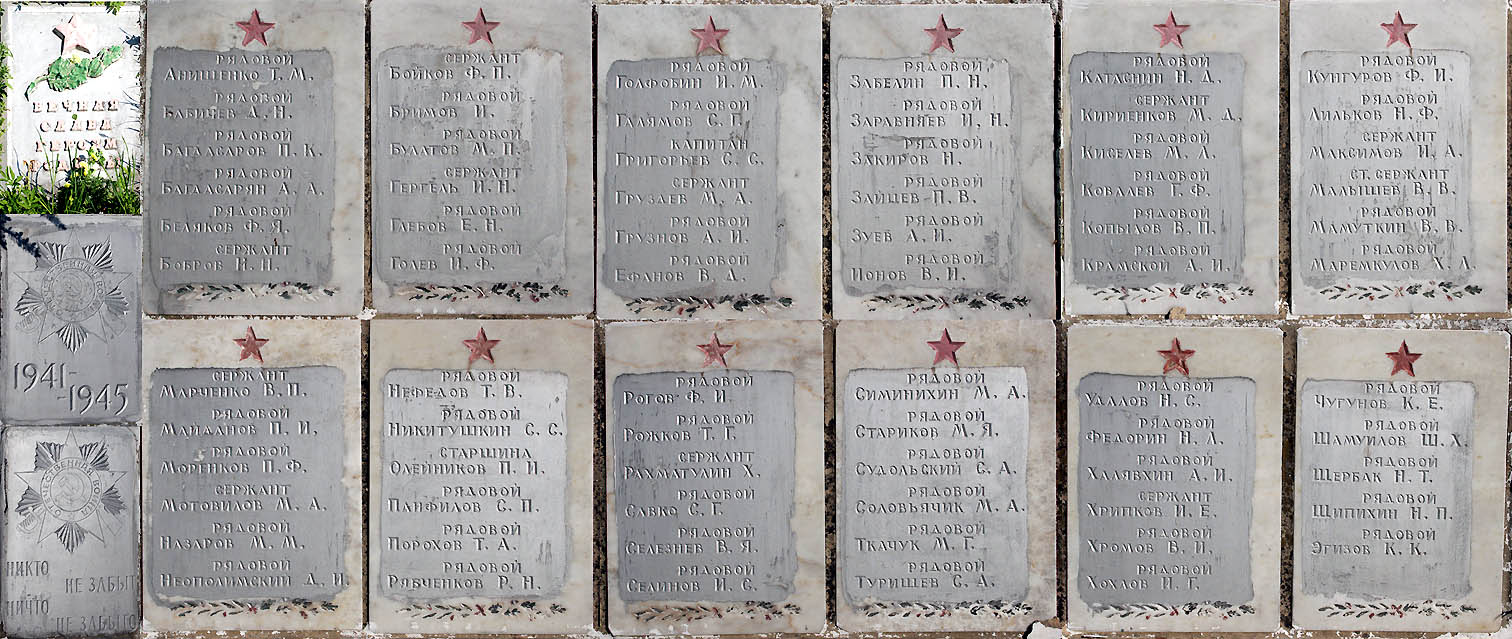 ВЕЧНАЯ
СЛАВА
ГЕРОЯМ
1941-
-1945
НИКТО
НЕ ЗАБЫТ
НИЧТО
НЕ ЗАБЫТО
РЯДОВОЙ
АНИЩЕНКО Т. М.
РЯДОВОЙ
БАБИЧЕВ Д. Н.
РЯДОВОЙ
БАГДАСАРОВ П. К.
РЯДОВОЙ
БАГДАСАРЯН А. А.
РЯДОВОЙ
БЕЛЯКОВ Ф. Я.
СЕРЖАНТ
БОБРОВ И. П.
СЕРЖАНТ
БОЙКОВ Ф. П.
РЯДОВОЙ
БРИМОВ И.
РЯДОВОЙ
БУЛАТОВ М. П.
СЕРЖАНТ
ГЕРГЕЛЬ И. Н.
РЯДОВОЙ
ГЛЕБОВ Е. Н.
РЯДОВОЙ
ГОЛЕВ И. Ф.
РЯДОВОЙ
ГОЛФОБИН И. М.
РЯДОВОЙ
ГАЛЯМОВ С. Г.
КАПИТАН
ГРИГОРЬЕВ С. С.
СЕРЖАНТ
ГРУЗДЕВ М. А.
РЯДОВОЙ
ГРУЗНОВ А. И.
РЯДОВОЙ
ЕФАНОВ В. Д.
РЯДОВОЙ
ЗАБЕЛИН П. Н.
РЯДОВОЙ
ЗАРАВНЯЕВ И. Н.
РЯДОВОЙ
ЗАКИРОВ Н.
РЯДОВОЙ
ЗАЙЦЕВ П. В.
РЯДОВОЙ
ЗУЕВ А. И.
РЯДОВОЙ
ИОНОВ В. И.
РЯДОВОЙ
КАТАСНИН Н. Д.
СЕРЖАНТ
КИРИЕНКОВ М. Д.
РЯДОВОЙ
КИСЕЛЕВ М. Л.
РЯДОВОЙ
КОВАЛЕВ Г. Ф.
РЯДОВОЙ
КОПЫЛОВ В. П.
РЯДОВОЙ
КРАМСКОЙ А. И.
РЯДОВОЙ
КУНГУРОВ Ф. И.
РЯДОВОЙ
ЛИЛЬКОВ Н. Ф.
СЕРЖАНТ
МАКСИМОВ И. А.
СТ. СЕРЖАНТ
МАЛЫШЕВ В. В.
РЯДОВОЙ
МАМУТКИН В. В.
РЯДОВОЙ
МАРЕМКУЛОВ Х. Л.
СЕРЖАНТ
МАРЧЕНКО В. П.
РЯДОВОЙ
МАЙДАНОВ П. И.
РЯДОВОЙ
МОРГНКОВ П. Ф.
СЕРЖАНТ
МОТОВИЛОВ М. А.
РЯДОВОЙ
НАЗАРОВ М. М.
РЯДОВОЙ
НЕОПОЛИМСКИЙ Д. И.
РЯДОВОЙ
НЕФЕДОВ Т. В.
РЯДОВОЙ
НИКИТУШКИН С. С.
СТАРШИНА
ОЛЕЙНИКОВ П. И.
РЯДОВОЙ
ПАНФИЛОВ С. П.
РЯДОВОЙ
ПОРОХОВ Т. А.
РЯДОВОЙ
РЯБЧЕНКОВ Р. Н.
РЯДОВОЙ
РОГОВ Ф. И.
РЯДОВОЙ
РОЖКОВ Т. Г.
СЕРЖАНТ
РАХМАТУЛИН Х.
РЯДОВОЙ
САВКО С. Г.
РЯДОВОЙ
СЕЛЕЗНЕВ В. Я.
РЯДОВОЙ
СЕДИНОВ И. С.
РЯДОВОЙ
СИМИНИХИН М. А.
РЯДОВОЙ
СТАРИКОВ М. Я.
РЯДОВОЙ
СУДОЛЬСКИЙ С. А.
РЯДОВОЙ
СОЛОВЬЯЧИК М. А.
РЯДОВОЙ
ТКАЧУК М. Г.
РЯДОВОЙ
ТУРИЩЕВ С. А.
РЯДОВОЙ
УДАЛОВ Н. С.
РЯДОВОЙ
ФЕДОРИН Н. Л.
РЯДОВОЙ
ХАЛЯВХИН А. И.
СЕРЖАНТ
ХРИПКОВ И. Е.
РЯДОВОЙ
ХРОМОВ В. И.
РЯДОВОЙ
ХОХЛОВ И. Г.
РЯДОВОЙ
ЧУГУНОВ К. Е.
РЯДОВОЙ
ШАМУИЛОВ Ш. Х.
РЯДОВОЙ
ЩЕРБАК Н. Т.
РЯДОВОЙ
ЩИПИХИН Н. П.
РЯДОВОЙ
ЭГИЗОВ К. К.